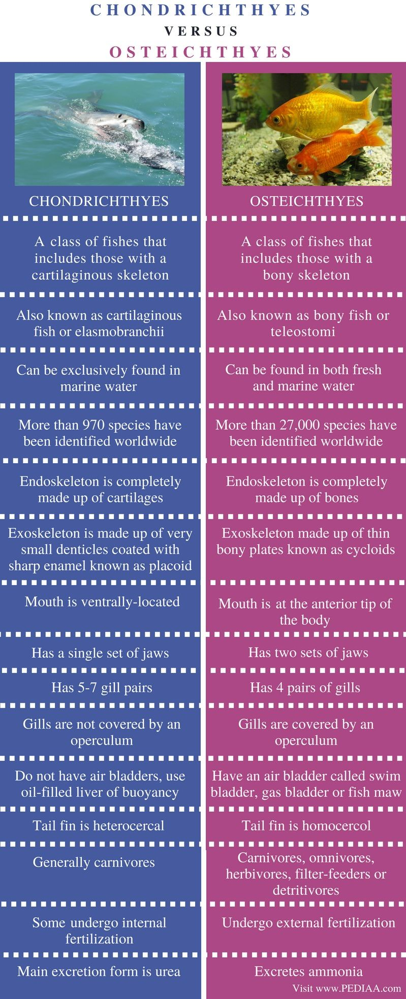 CHONDRICHTHYES
VERSUS
OSTEICHTHYES
CHONDRICHTHYES
OSTEICHTHYES
A class of fishes that
includes those with a
cartilaginous skeleton
A class of fishes that
includes those with a
bony skeleton
Also known as cartilaginous
fish or elasmobranchii
Also known as bony fish or
teleostomi
Can be exclusively found in
marine water
Can be found in both fresh
and marine water
More than 970 species have
been identified worldwide
More than 27,000 species have
been identified worldwide
Endoskeleton is completely
made up of cartilages
Endoskeleton is completely
made up of bones
Exoskeleton is made up of very
small denticles coated with
sharp enamel known as placoid
Exoskeleton made up of thin
bony plates known as cycloids
Mouth is ventrally-located
Mouth is at the anterior tip of
the body
Has a single set of jaws
Has two sets of jaws
Has 5-7 gill pairs
Has 4 pairs of gills
Gills are not covered by an
operculum
Gills are covered by an
operculum
Do not have air bladders, use
oil-filled liver of buoyancy
Have an air bladder called swim
bladder, gas bladder or fish maw
Tail fin is heterocercal
Tail fin is homocercol
Generally carnivores
Carnivores, omnivores,
herbivores, filter-feeders or
detritivores
Some undergo internal
fertilization
Undergo external fertilization
Main excretion form is urea
Excretes ammonia
Visit www.PEDIAA.com